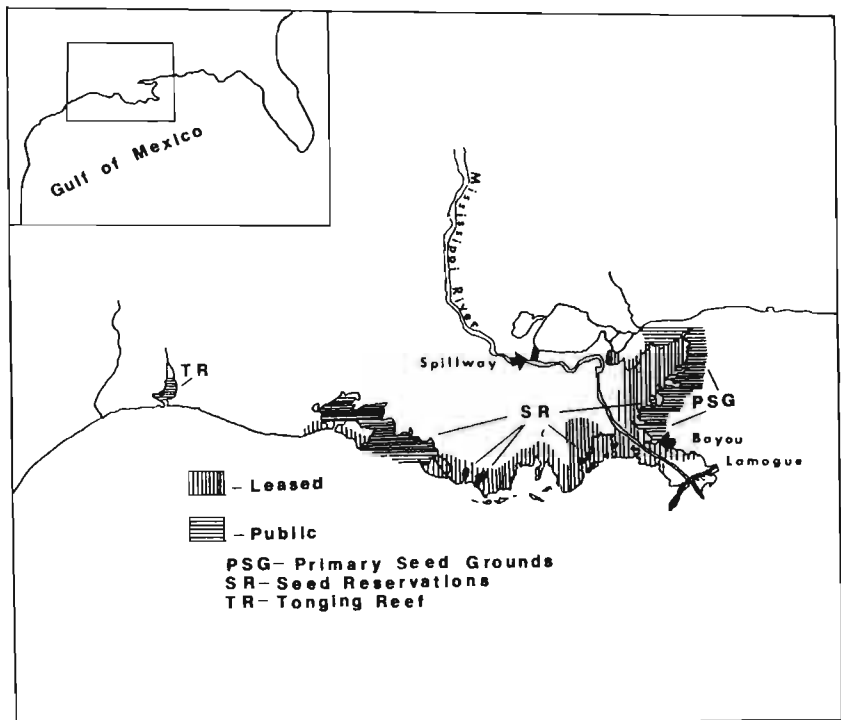 Gulf of Mexico
Mississippi River
Spillway
TR
SR
PSG
Bayou
Lamogue
- Leased
- Public
PSG- Primary Seed Grounds
SR- Seed Reservations
TR- Tonging Reef